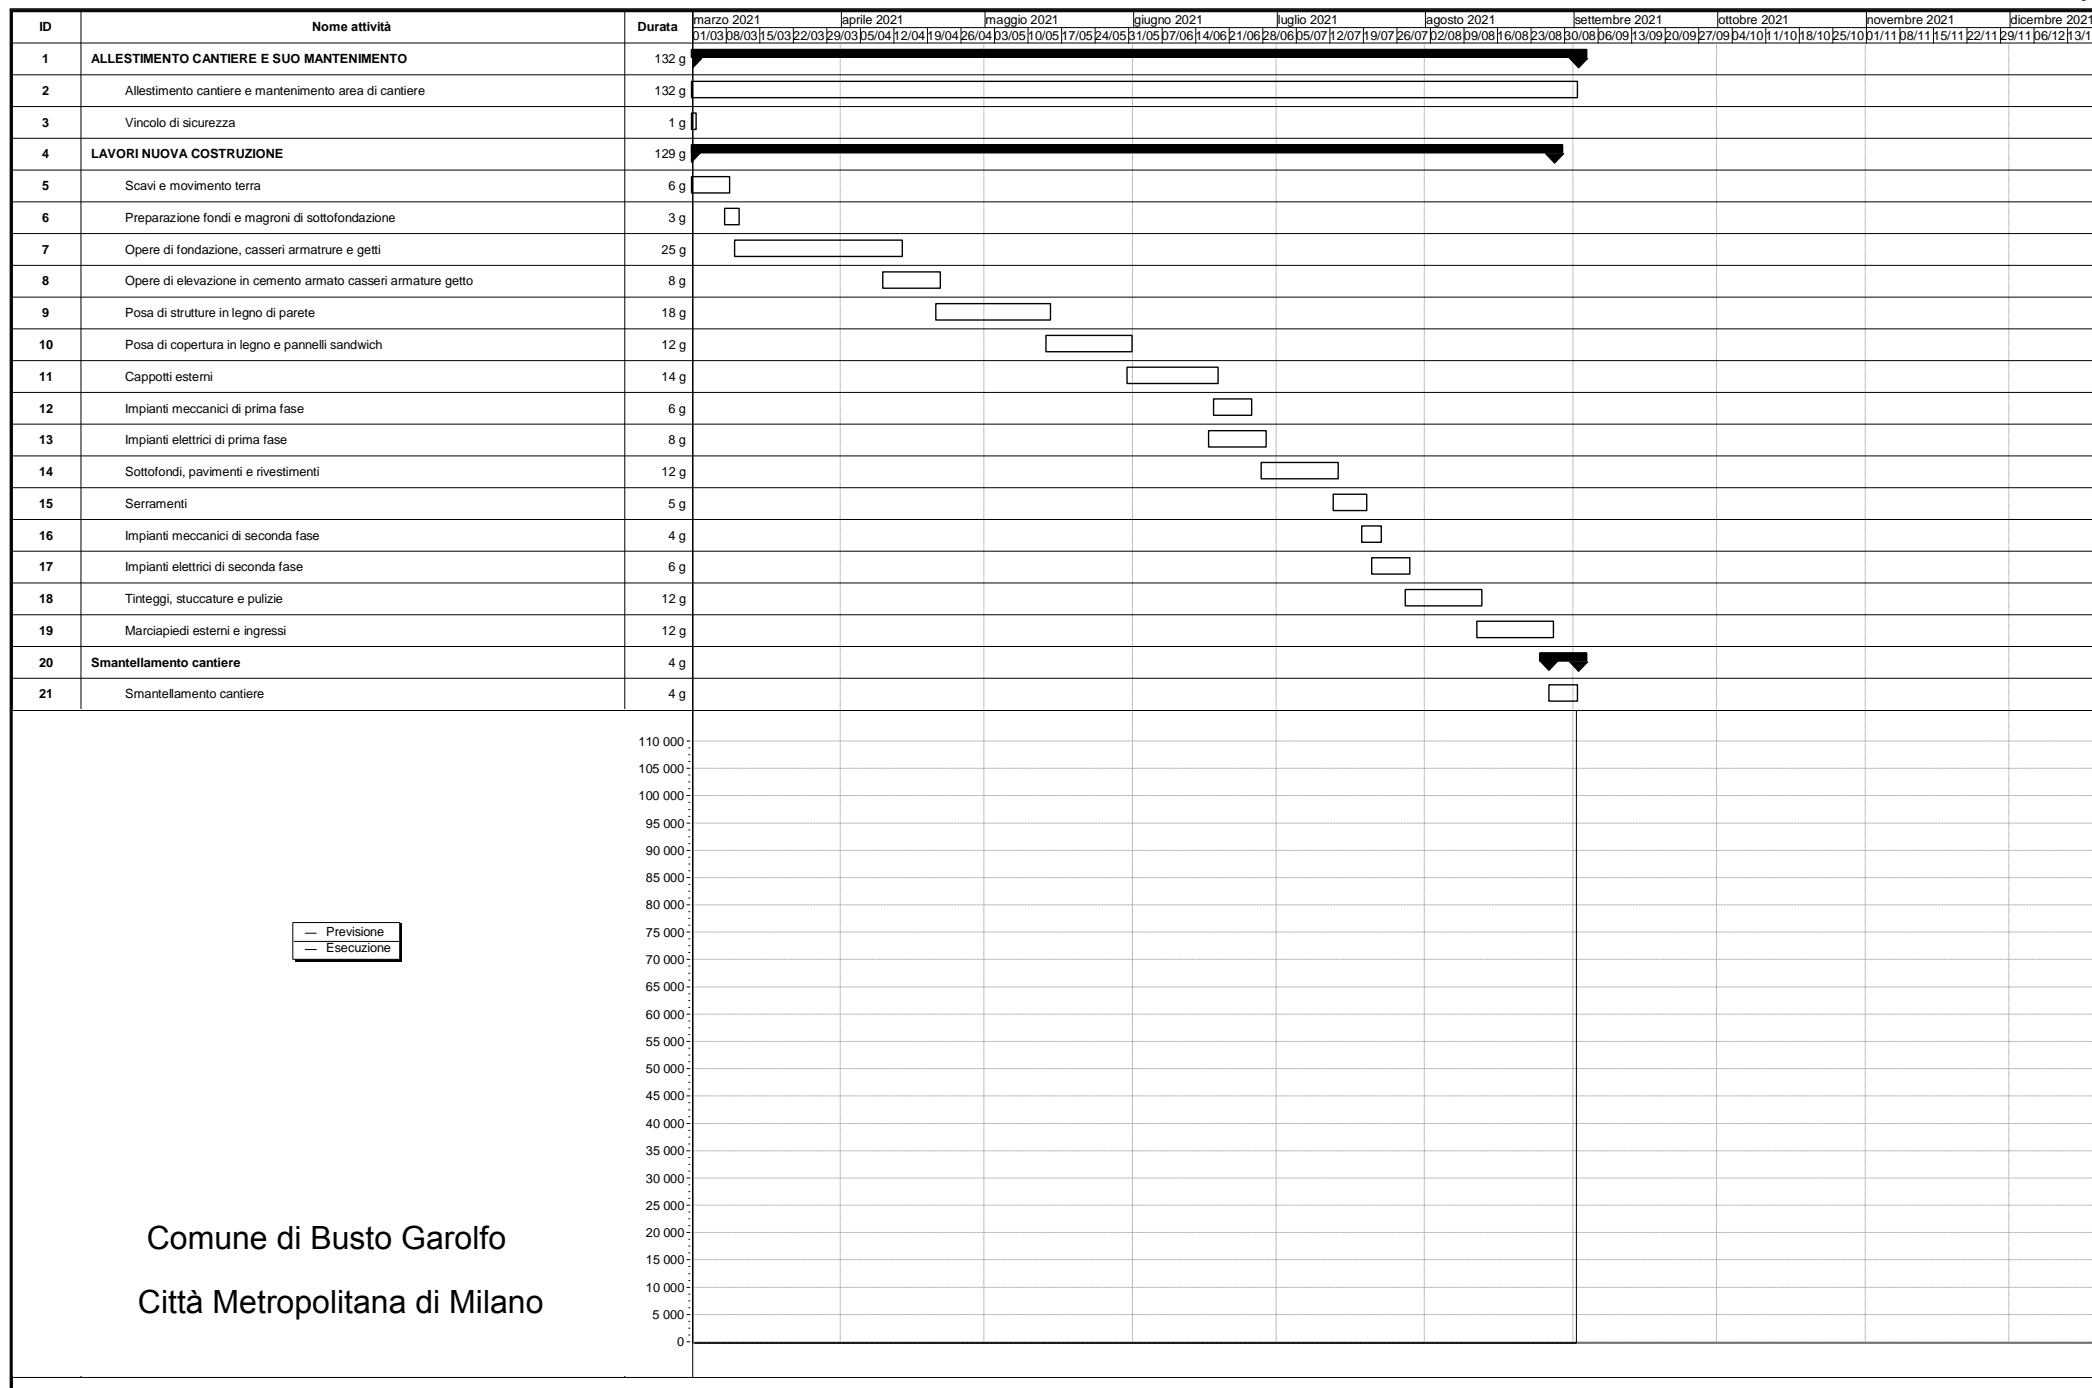 ID Nome attività Durata marzo 2021 aprile 2021 maggio 2021 giugno 2021 luglio 2021 agosto 2021 settembre 2021 ottobre 2021 novembre 2021 dicembre 2021
01/03 08/03 15/03 22/03 29/03 05/04 12/04 19/04 26/04 03/05 10/05 17/05 24/05 31/05 07/06 14/06 21/06 28/06 05/07 12/07 19/07 26/07 02/08 09/08 16/08 23/08 30/08 06/09 13/09 20/09 27/09 04/10 11/10 18/10 25/10 01/11 08/11 15/11 22/11 29/11 06/12 13/1
1 ALLESTIMENTO CANTIERE E SUO MANTENIMENTO 132 g
2 Allestimento cantiere e mantenimento area di cantiere 132 g
3 Vincolo di sicurezza 1 g
4 LAVORI NUOVA COSTRUZIONE 129 g
5 Scavi e movimento terra 6 g
6 Preparazione fondi e magroni di sottofondazione 3 g
7 Opere di fondazione, casseri armatrure e getti 25 g
8 Opere di elevazione in cemento armato casseri armature getto 8 g
9 Posa di strutture in legno di parete 18 g
10 Posa di copertura in legno e pannelli sandwich 12 g
11 Cappotti esterni 14 g
12 Impianti meccanici di prima fase 6 g
13 Impianti elettrici di prima fase 8 g
14 Sottofondi, pavimenti e rivestimenti 12 g
15 Serramenti 5 g
16 Impianti meccanici di seconda fase 4 g
17 Impianti elettrici di seconda fase 6 g
18 Tinteggi, stuccature e pulizie 12 g
19 Marciapiedi esterni e ingressi 12 g
20 Smantellamento cantiere 4 g
21 Smantellamento cantiere 4 g
110 000
105 000
100 000
95 000
90 000
85 000
80 000
75 000
70 000
65 000
60 000
55 000
50 000
45 000
40 000
35 000
30 000
25 000
20 000
15 000
10 000
5 000
0
— Previsione
— Esecuzione
Comune di Busto Garolfo
Città Metropolitana di Milano